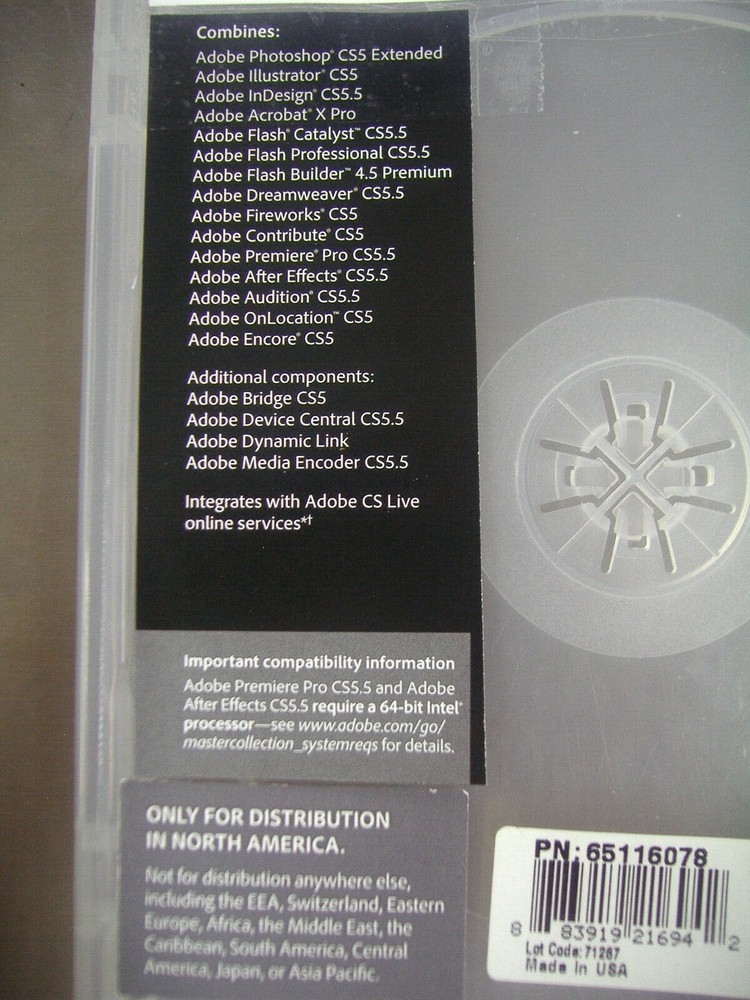 Combines:
Adobe Photoshop® CS5 Extended
Adobe Illustrator® CS5
Adobe InDesign® CS5.5
Adobe Acrobat® X Pro
Adobe Flash® Catalyst™ CS5.5
Adobe Flash Professional CS5.5
Adobe Flash Builder™ 4.5 Premium
Adobe Dreamweaver® CS5.5
Adobe Fireworks® CS5
Adobe Contribute® CS5
Adobe Premiere® Pro CS5.5
Adobe After Effects® CS5.5
Adobe Audition® CS5.5
Adobe OnLocation™ CS5
Adobe Encore® CS5
Additional components:
Adobe Bridge CS5
Adobe Device Central CS5.5
Adobe Dynamic Link
Adobe Media Encoder CS5.5
Integrates with Adobe CS Live
online services*†
Important compatibility information
Adobe Premiere Pro CS5.5 and Adobe
After Effects CS5.5 require a 64-bit Intel®
processor—see www.adobe.com/go/
mastercollection_systemreqs for details.
ONLY FOR DISTRIBUTION
IN NORTH AMERICA.
Not for distribution anywhere else,
including the EEA, Switzerland, Eastern
Europe, Africa, the Middle East, the
Caribbean, South America, Central
America, Japan, or Asia Pacific.
PN: 65116078
8 83919 21694 2
Lot Code: 71267
Made In USA